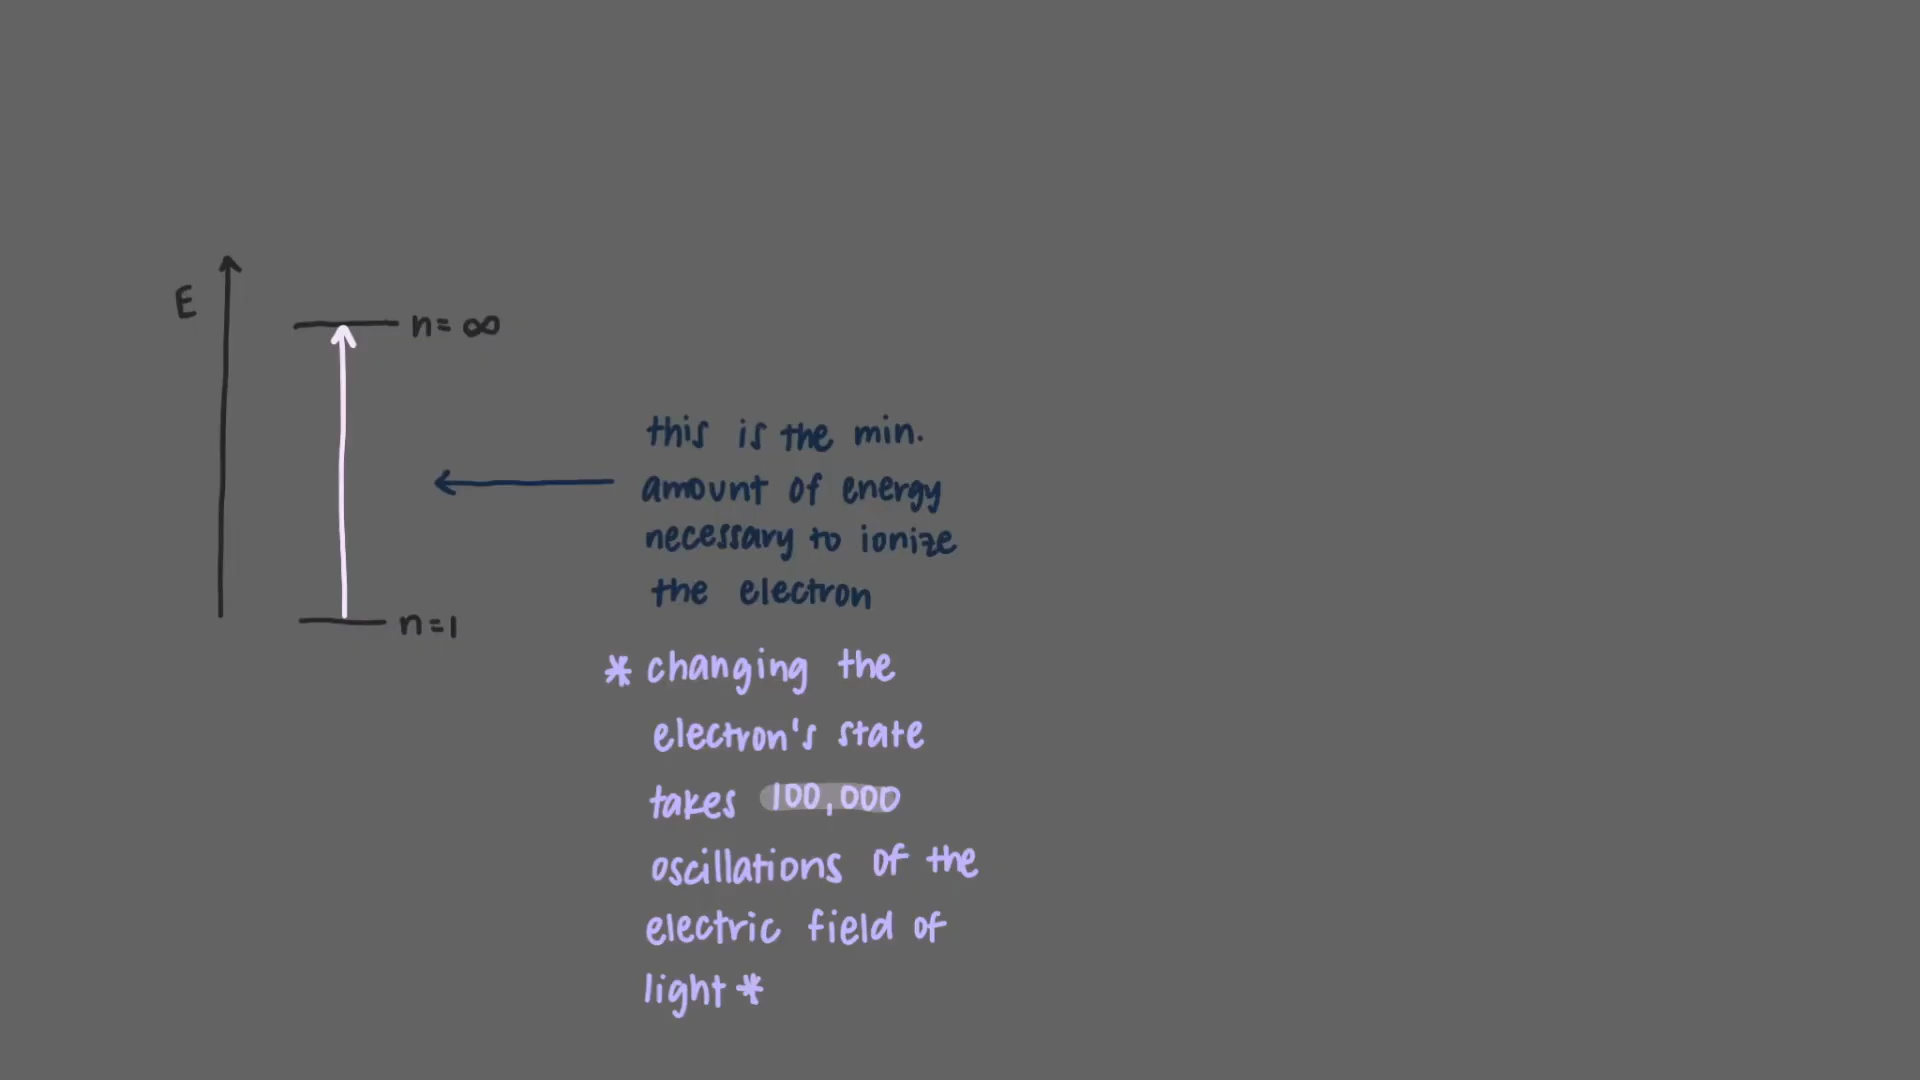 E
n= ∞
this is the min.
amount of energy
necessary to ionize
the electron
n=1
* changing the
electron's state
takes 100,000
oscillations of the
electric field of
light *